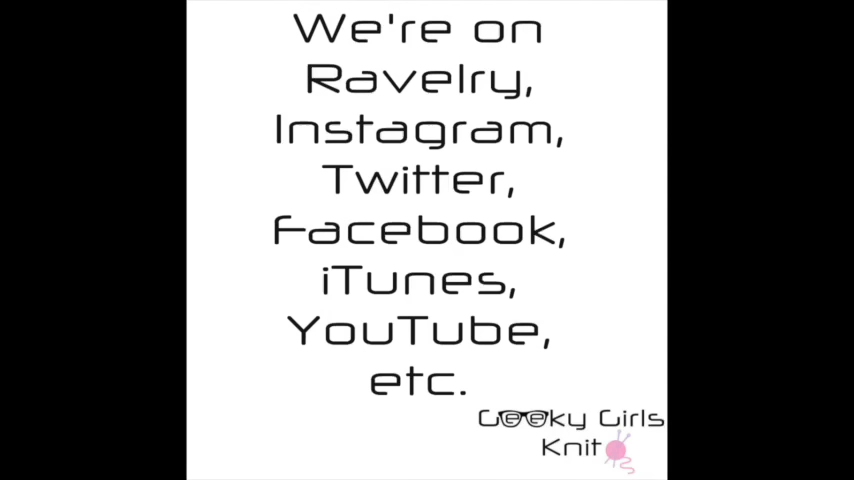 We're on
Ravelry,
Instagram,
Twitter,
Facebook,
iTunes,
YouTube,
etc.
Geeky Girls
Knit